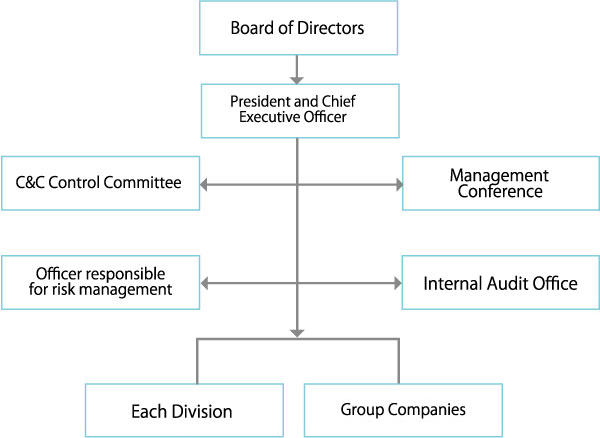 Board of Directors
President and Chief
Executive Officer
C&C Control Committee
Management
Conference
Officer responsible
for risk management
Internal Audit Office
Each Division
Group Companies